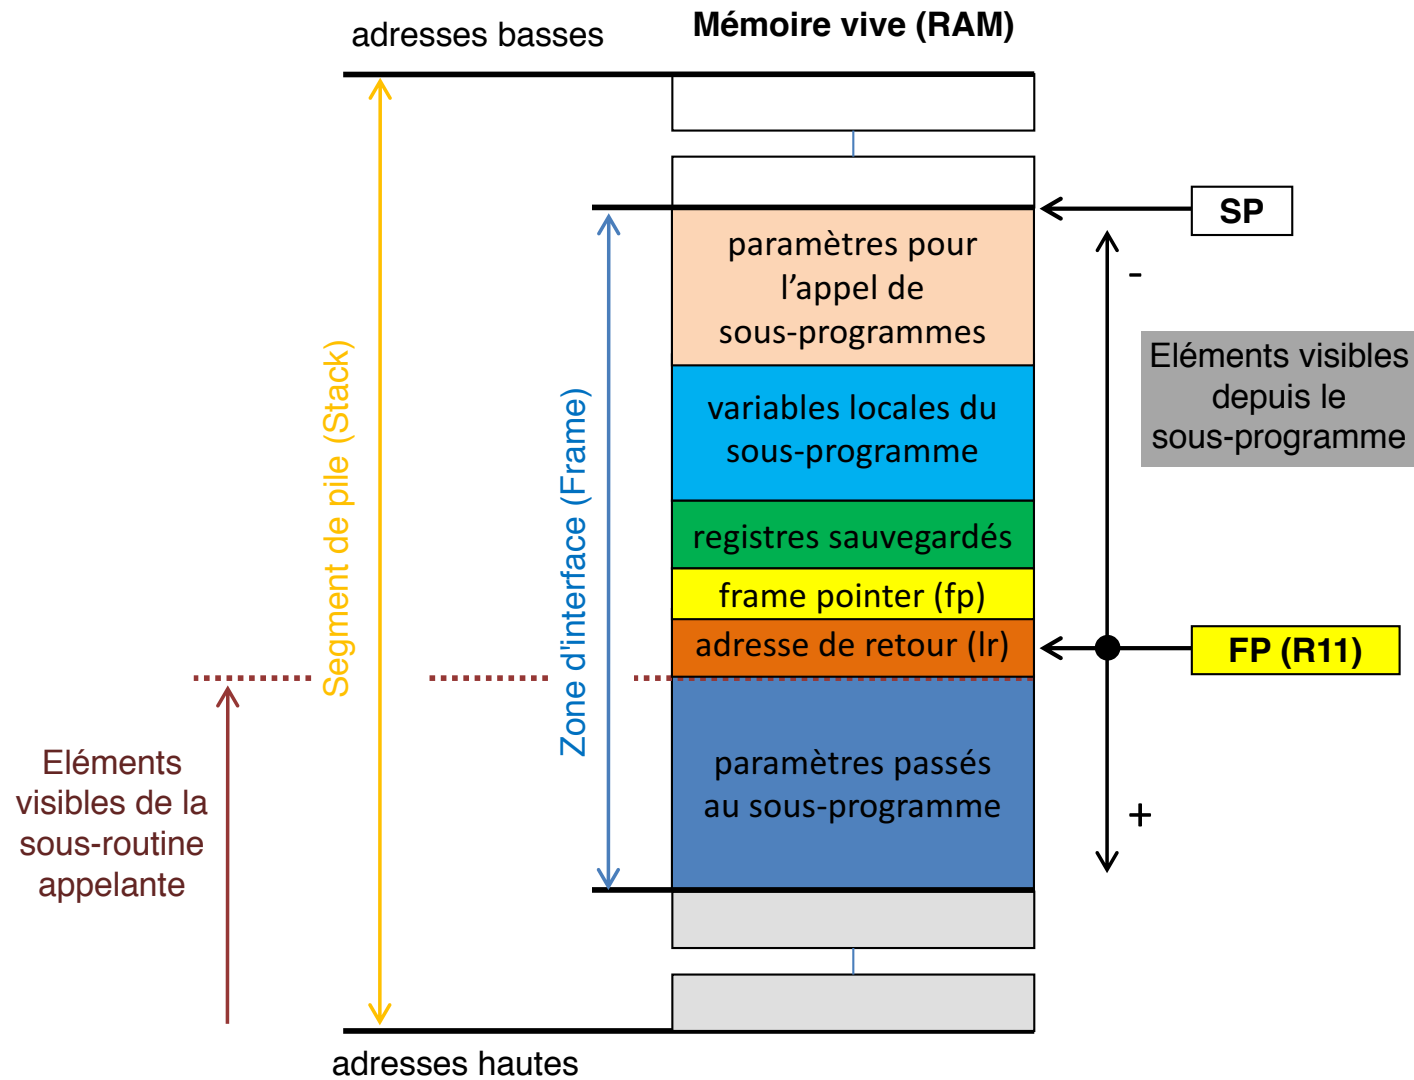 adresses basses
Mémoire vive (RAM)
SP
paramètres pour
l’appel de
sous-programmes
-
Eléments visibles
depuis le
sous-programme
Segment de pile (Stack)
Zone d'interface (Frame)
variables locales du
sous-programme
registres sauvegardés
frame pointer (fp)
adresse de retour (lr)
FP (R11)
Eléments
visibles de la
sous-routine
appelante
paramètres passés
au sous-programme
+
adresses hautes